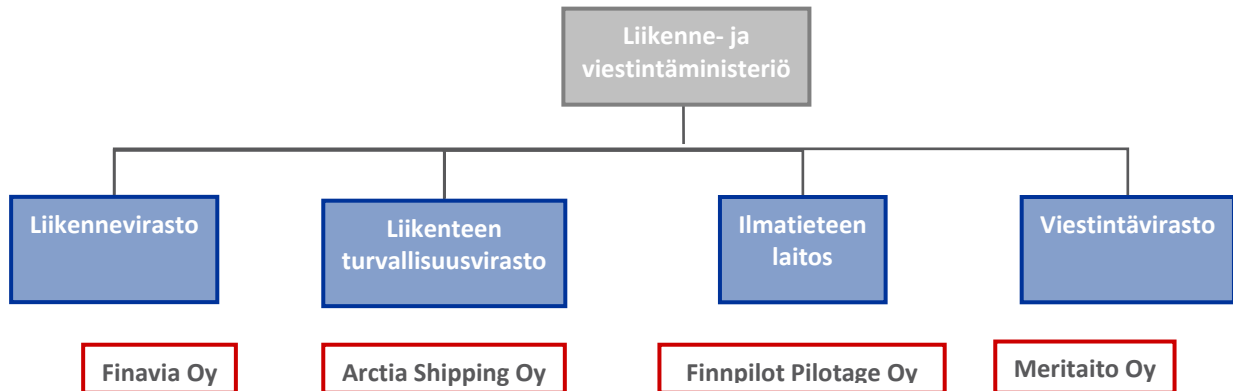 Liikenne- ja
viestintäministeriö
Liikennevirasto
Liikenteen
turvallisuusvirasto
Ilmatieteen
laitos
Viestintävirasto
Finavia Oy
Arctia Shipping Oy
Finnpilot Pilotage Oy
Meritaito Oy